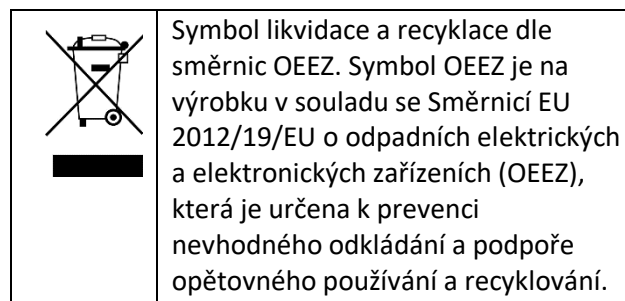 Symbol likvidace a recyklace dle
směrnic OEEZ. Symbol OEEZ je na
výrobku v souladu se Směrnicí EU
2012/19/EU o odpadních elektrických
a elektronických zařízeních (OEEZ),
která je určena k prevenci
nevhodného odkládání a podpoře
opětovného používání a recyklování.